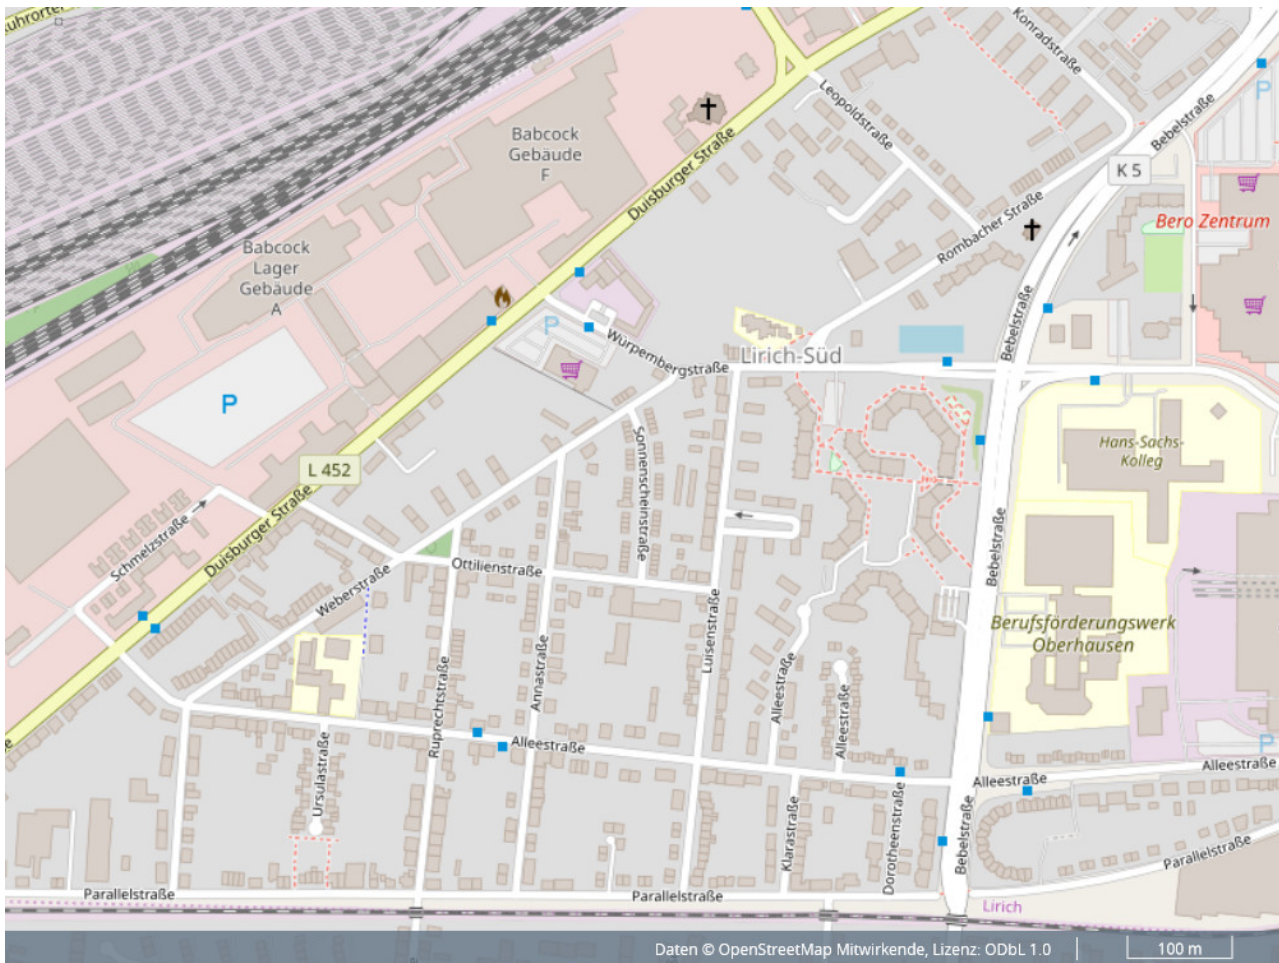 Ruhrorter
Konradstraße
Leopoldstraße
Bebelstraße
P
Babcock
Gebäude
F
Duisburger Straße
K 5
Bero Zentrum
Rombacher Straße
Babcock
Lager
Gebäude
A
P
Würpembergstraße
Lirich-Süd
Bebelstraße
P
L 452
Sonnenscheinstraße
Hans-Sachs-
Kolleg
Schmelzstraße
Duisburger Straße
Bebelstraße
Ottilienstraße
Weberstraße
Luisenstraße
Berufsförderungswerk
Oberhausen
Annastraße
Ruprechtstraße
Alleestraße
Alleestraße
Ursulastraße
Alleestraße
P
Alleestraße
Alleestraße
Klarastraße
Dorotheenstraße
Bebelstraße
Parallelstraße
Parallelstraße
Parallelstraße
Lirich
Daten © OpenStreetMap Mitwirkende, Lizenz: ODbL 1.0
100 m